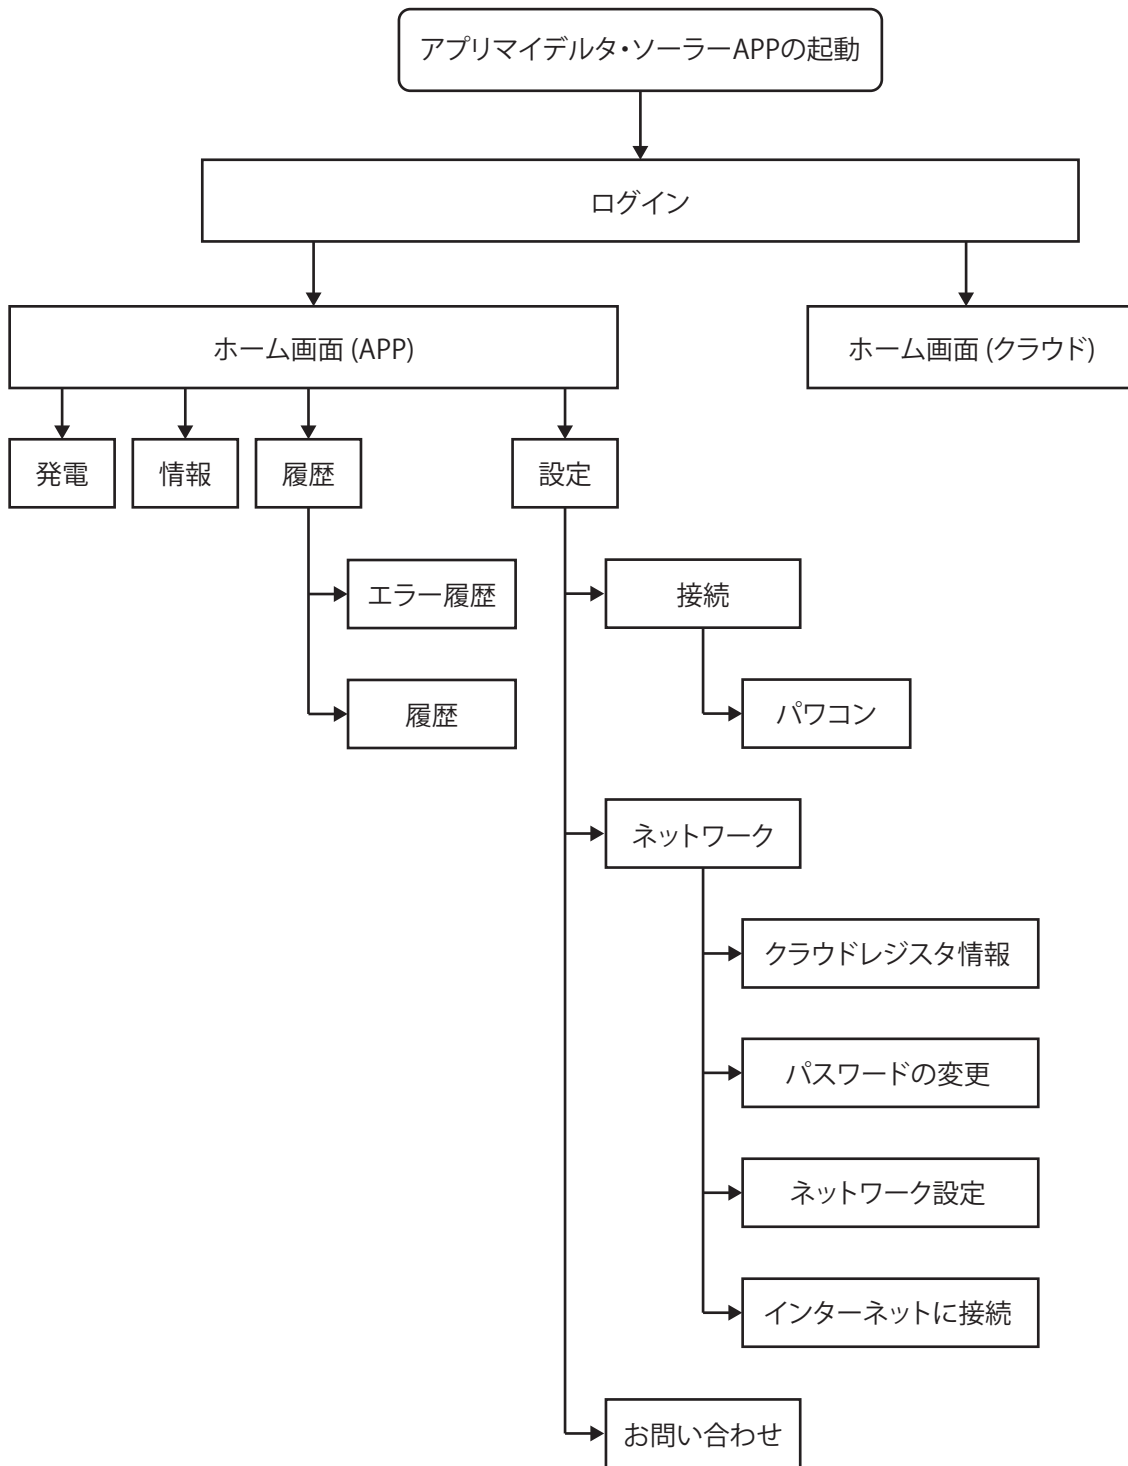 アプリマイデルタ・ソーラーAPPの起動
ログイン
ホーム画面 (APP)
ホーム画面 (クラウド)
発電
情報
履歴
設定
エラー履歴
接続
履歴
パワコン
ネットワーク
クラウドレジスタ情報
パスワードの変更
ネットワーク設定
インターネットに接続
お問い合わせ